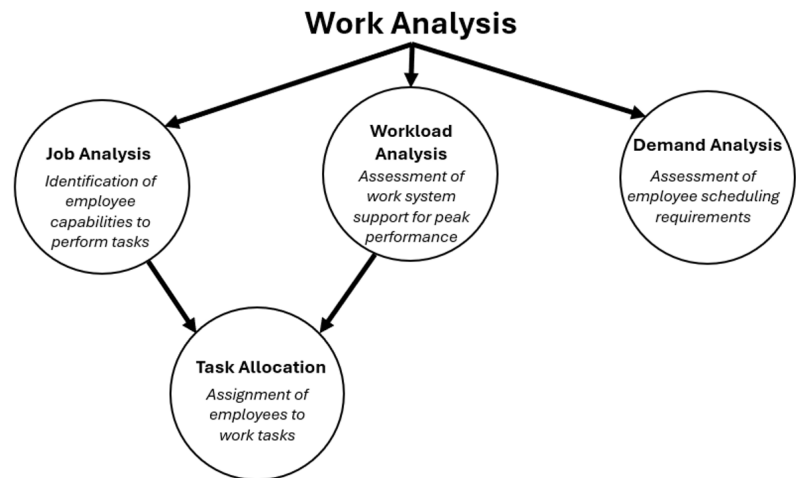 Work Analysis
Job Analysis
Identification of
employee
capabilities to
perform tasks
Workload
Analysis
Assessment of
work system
support for peak
performance
Demand Analysis
Assessment of
employee scheduling
requirements
Task Allocation
Assignment of
employees to
work tasks